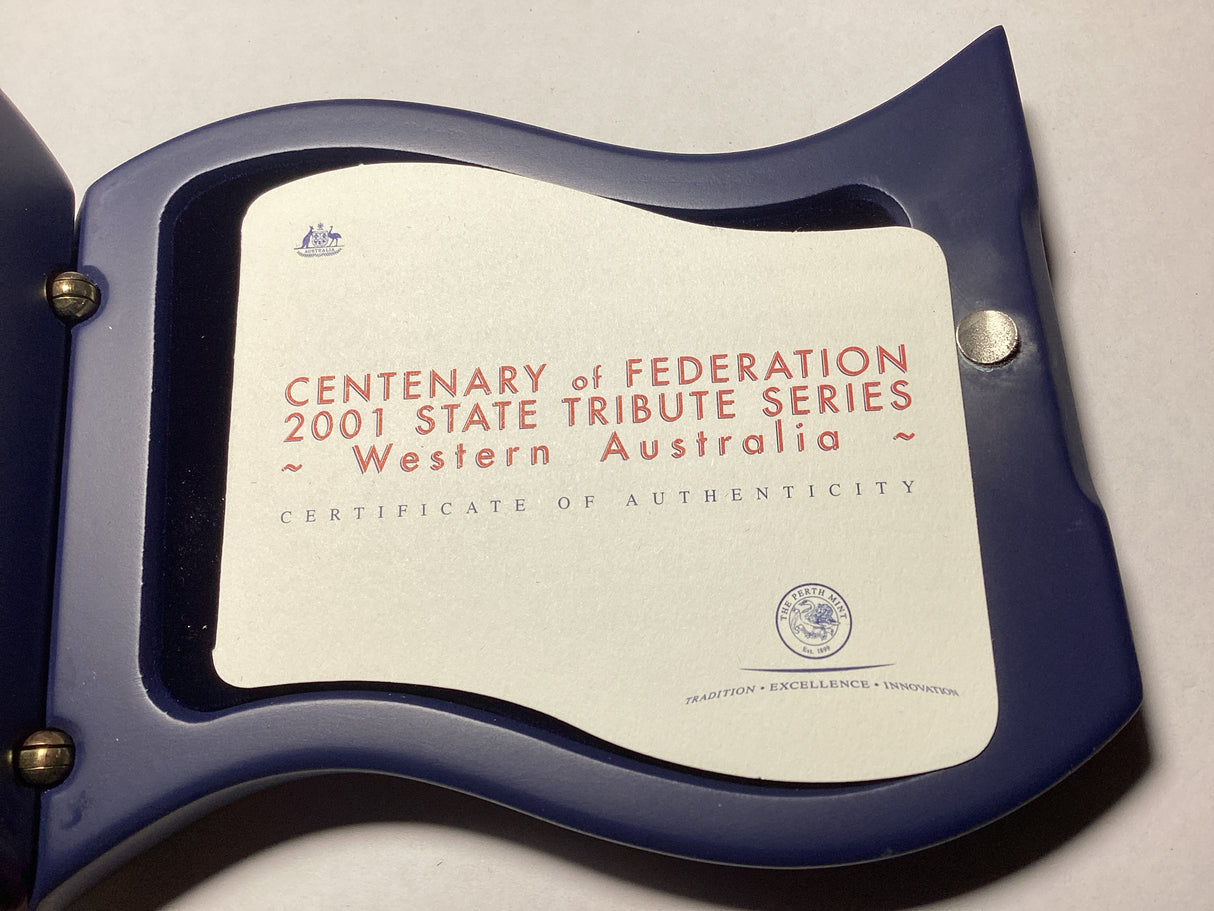 AUSTRALIA
CENTENARY of FEDERATION
2001 STATE TRIBUTE SERIES
~ Western Australia ~
CERTIFICATE OF AUTHENTICITY
THE PERTH MINT
Est. 1899
TRADITION • EXCELLENCE • INNOVATION